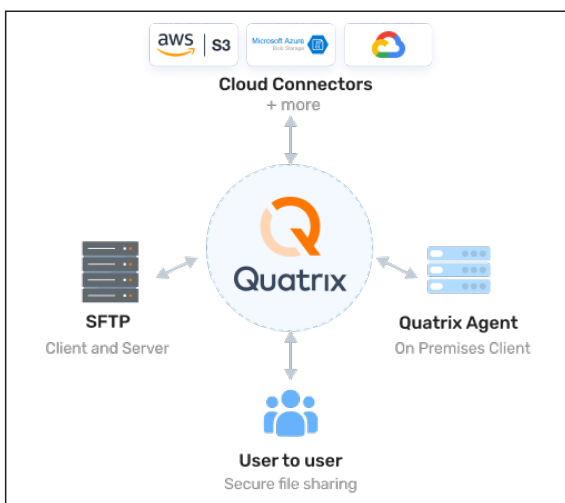 aws | S3
Microsoft Azure
Blob Storage
Cloud Connectors
+ more
Quatrix
SFTP
Client and Server
Quatrix Agent
On Premises Client
User to user
Secure file sharing